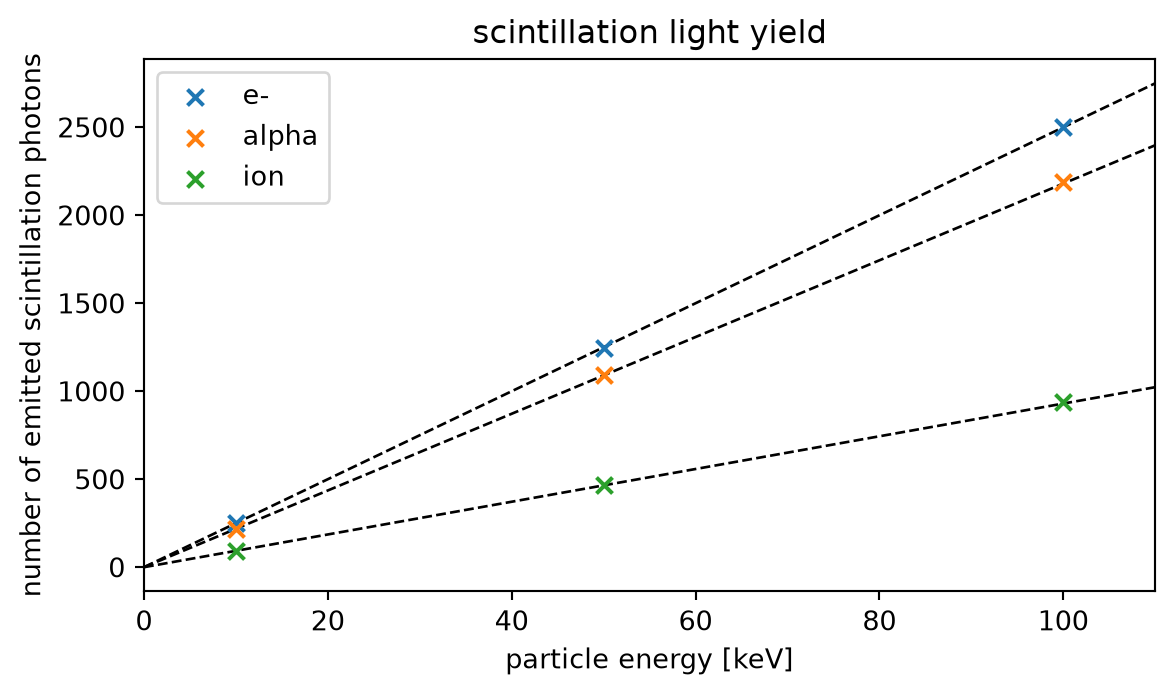 scintillation light yield
number of emitted scintillation photons
2500
2000
1500
1000
500
0
e-
alpha
ion
0 20 40 60 80 100
particle energy [keV]